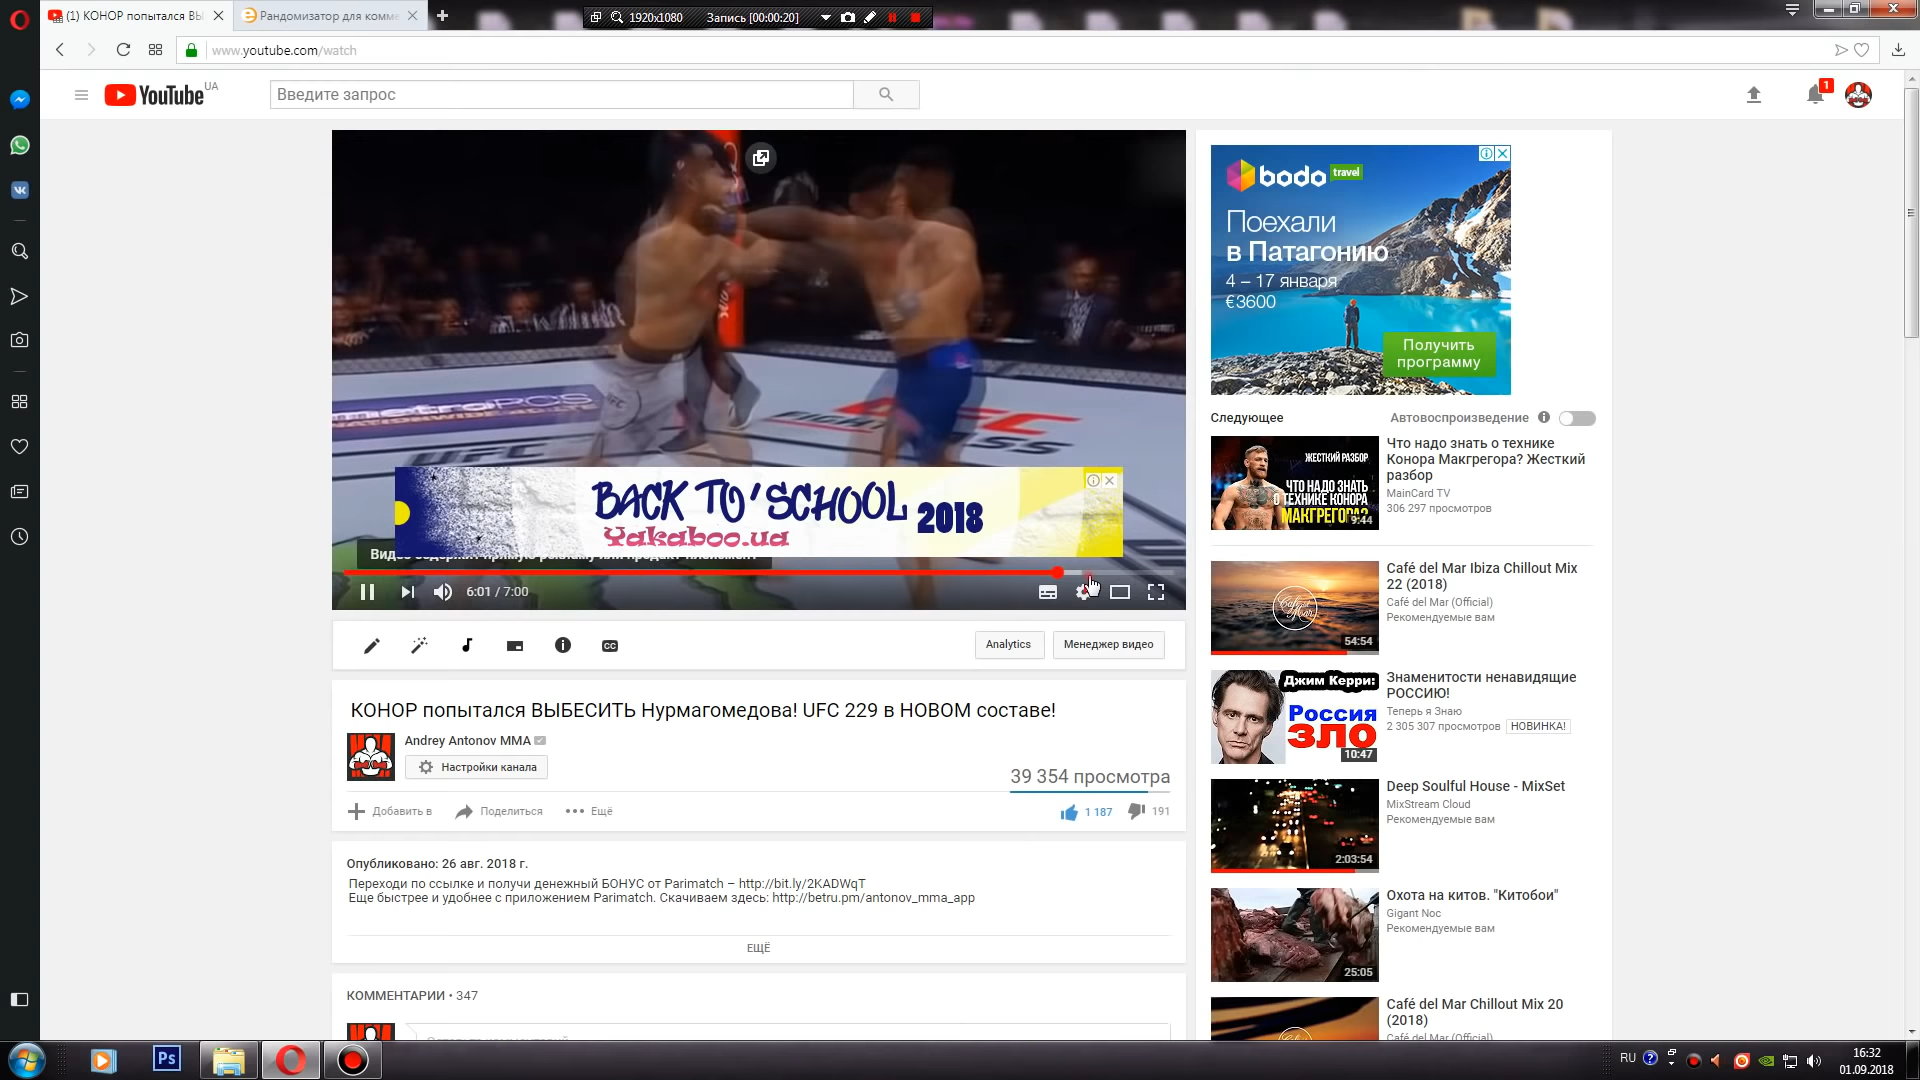 (1) КОНОР попытался ВЫ
Рандомизатор для комме
1920x1080
Запись [00:00:20]
www.youtube.com/watch
YouTube UA
Введите запрос
1
BACK TO' SCHOOL 2018
Yakaboo.ua
6:01 / 7:00
Analytics
Менеджер видео
КОНОР попытался ВЫБЕСИТЬ Нурмагомедова! UFC 229 в НОВОМ составе!
Andrey Antonov MMA
Настройки канала
39 354 просмотра
Добавить в
Поделиться
Ещё
1 187
191
Опубликовано: 26 авг. 2018 г.
Переходи по ссылке и получи денежный БОНУС от Parimatch – http://bit.ly/2KADWqT
Еще быстрее и удобнее с приложением Parimatch. Скачиваем здесь: http://betru.pm/antonov_mma_app
ЕЩЁ
КОММЕНТАРИИ • 347
bodo travel
Поехали
в Патагонию
4 – 17 января
€3600
Получить
программу
Следующее
Автовоспроизведение
ЖЕСТКИЙ РАЗБОР
ЧТО НАДО ЗНАТЬ
О ТЕХНИКЕ КОНОРА
МАКГРЕГОРА?
9:44
Что надо знать о технике
Конора Макгрегора? Жесткий
разбор
MainCard TV
306 297 просмотров
54:54
Café del Mar Ibiza Chillout Mix
22 (2018)
Café del Mar (Official)
Рекомендуемые вам
Джим Керри:
Россия
ЗЛО
10:47
Знаменитости ненавидящие
РОССИЮ!
Теперь я Знаю
2 305 307 просмотров НОВИНКА!
2:03:54
Deep Soulful House - MixSet
MixStream Cloud
Рекомендуемые вам
25:05
Охота на китов. "Китобои"
Gigant Noc
Рекомендуемые вам
Café del Mar Chillout Mix 20
(2018)
Café del Mar (Official)
Ps
RU
16:32
01.09.2018